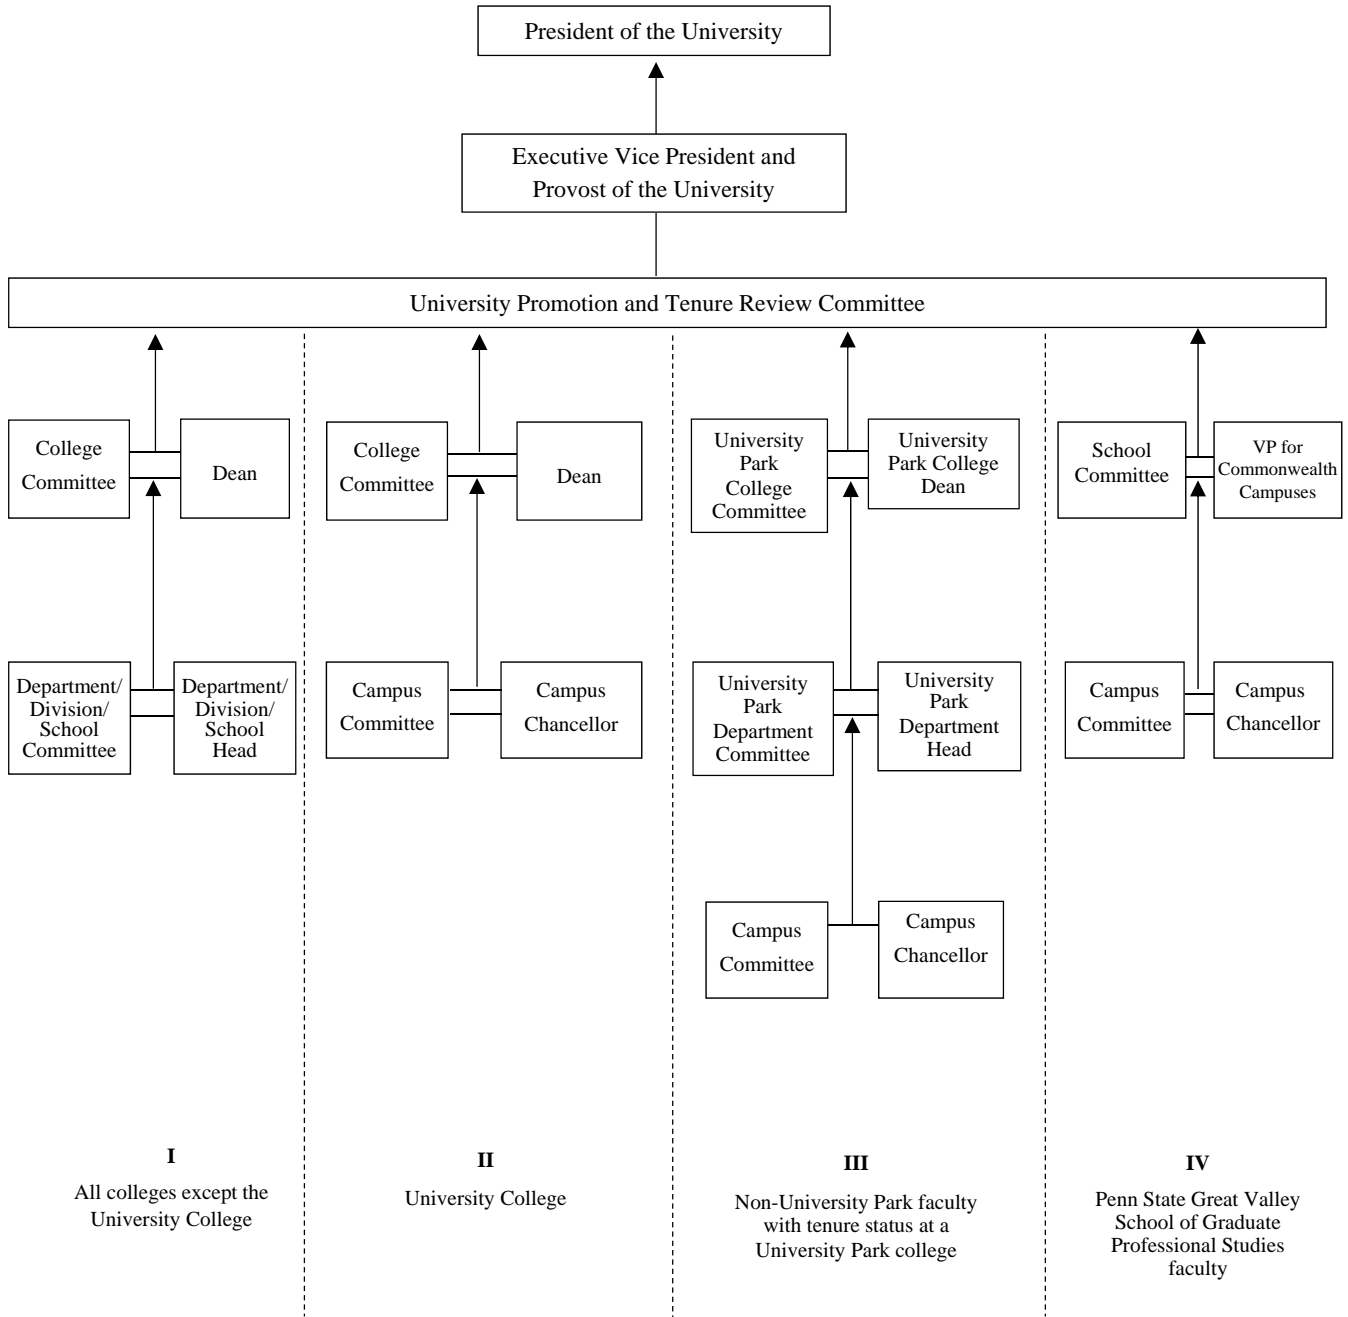 President of the University
Executive Vice President and
Provost of the University
University Promotion and Tenure Review Committee
College
Committee
Dean
College
Committee
Dean
University
Park
College
Committee
University
Park College
Dean
School
Committee
VP for
Commonwealth
Campuses
Department/
Division/
School
Committee
Department/
Division/
School
Head
Campus
Committee
Campus
Chancellor
University
Park
Department
Committee
University
Park
Department
Head
Campus
Committee
Campus
Chancellor
Campus
Committee
Campus
Chancellor
I
All colleges except the
University College
II
University College
III
Non-University Park faculty
with tenure status at a
University Park college
IV
Penn State Great Valley
School of Graduate
Professional Studies
faculty